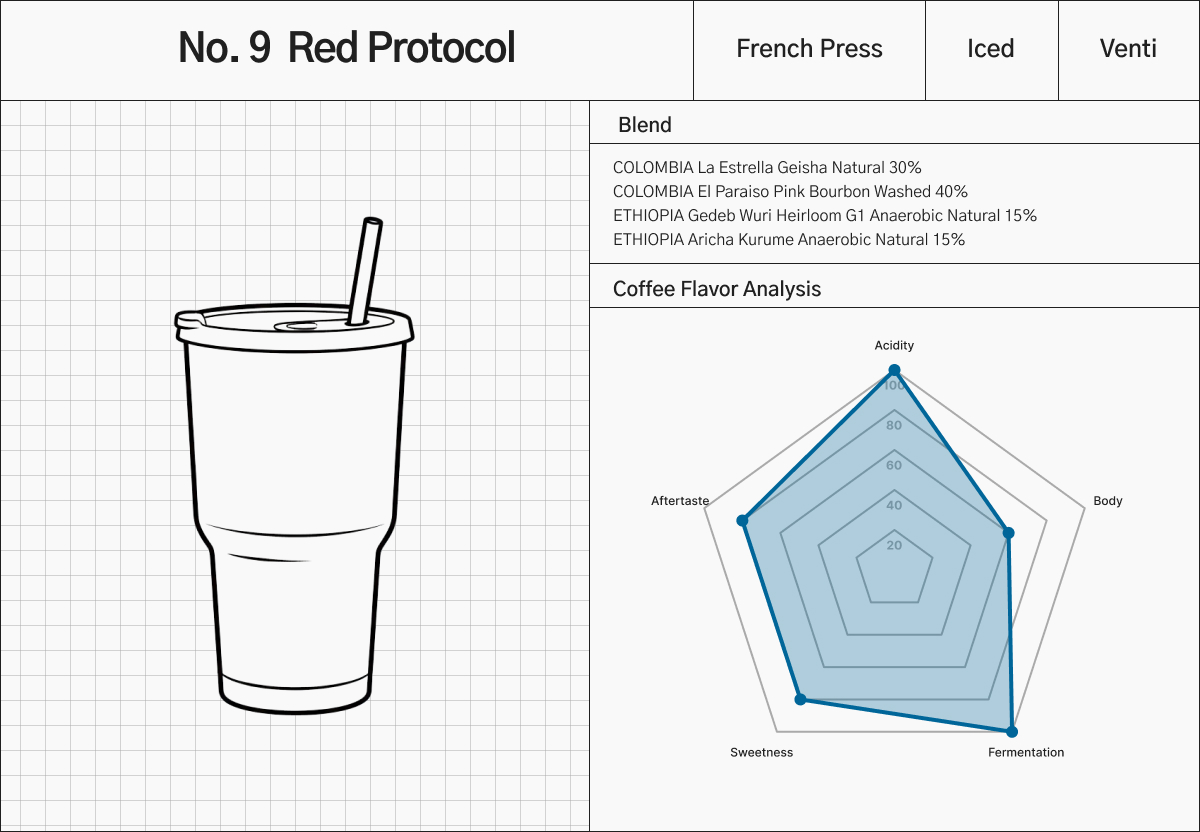 No. 9 Red Protocol
French Press
Iced
Venti
Blend
COLOMBIA La Estrella Geisha Natural 30%
COLOMBIA El Paraiso Pink Bourbon Washed 40%
ETHIOPIA Gedeb Wuri Heirloom G1 Anaerobic Natural 15%
ETHIOPIA Aricha Kurume Anaerobic Natural 15%
Coffee Flavor Analysis
Acidity
100
80
60
40
20
Aftertaste
Body
Sweetness
Fermentation